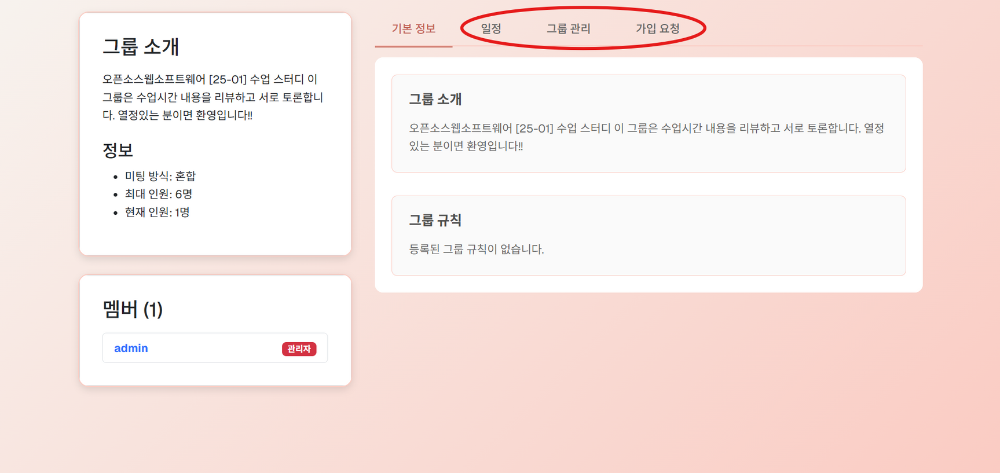 그룹 소개
오픈소스웹소프트웨어 [25-01] 수업 스터디 이
그룹은 수업시간 내용을 리뷰하고 서로 토론합니
다. 열정있는 분이면 환영입니다!!
정보
• 미팅 방식: 혼합
• 최대 인원: 6명
• 현재 인원: 1명
멤버 (1)
admin 관리자
기본 정보 일정 그룹 관리 가입 요청
그룹 소개
오픈소스웹소프트웨어 [25-01] 수업 스터디 이 그룹은 수업시간 내용을 리뷰하고 서로 토론합니다. 열정
있는 분이면 환영입니다!!
그룹 규칙
등록된 그룹 규칙이 없습니다.